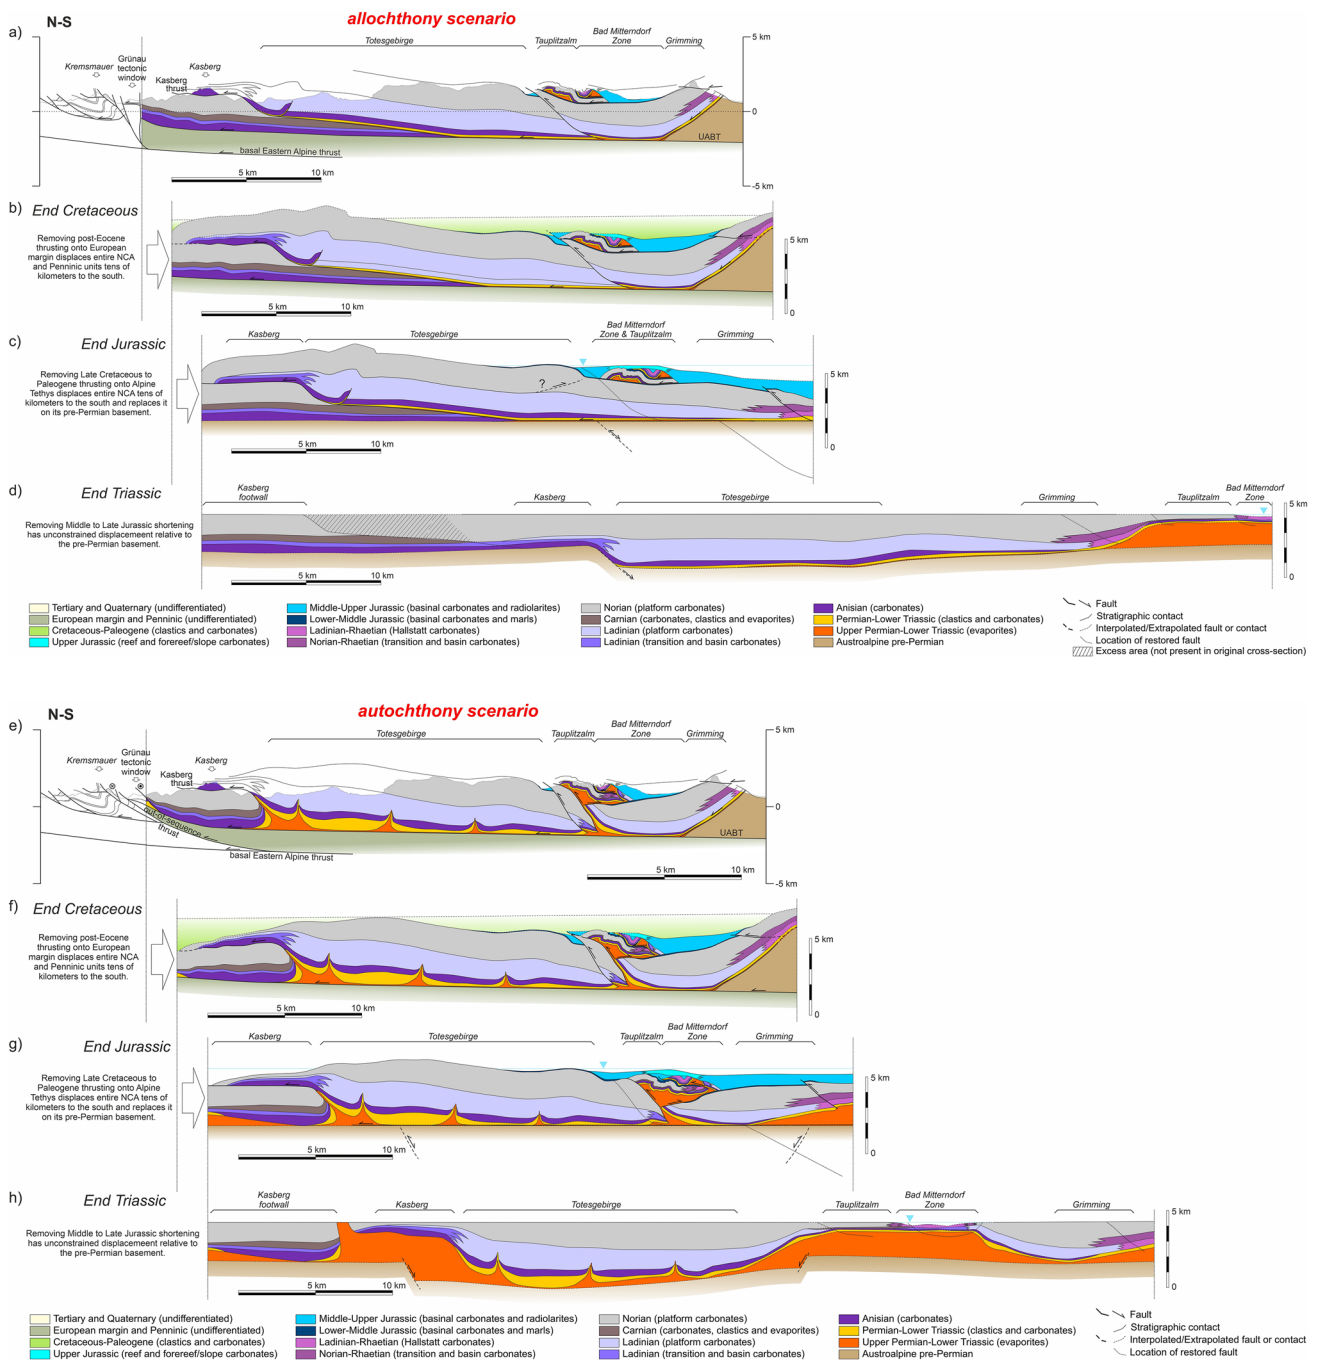 N-S
allochthony scenario
a)
5 km
Totesgebirge
Tauplitzalm
Bad Mitterndorf
Zone
Grimming
Grünau
tectonic
window
Kremsmauer
Kasberg
Kasberg
thrust
0
0
UABT
basal Eastern Alpine thrust
5 km
10 km
-5 km
b)
End Cretaceous
Removing post-Eocene
thrusting onto European
margin displaces entire NCA
and Penninic units tens of
kilometers to the south.
5 km
0
5 km
10 km
c)
End Jurassic
Kasberg
Totesgebirge
Bad Mitterndorf
Zone & Tauplitzalm
Grimming
Removing Late Cretaceous to
Paleogene thrusting onto Alpine
Tethys displaces entire NCA tens of
kilometers to the south and replaces it
on its pre-Permian basement.
?
5 km
0
5 km
10 km
d)
End Triassic
Kasberg
footwall
Kasberg
Totesgebirge
Grimming
Tauplitzalm
Bad Mitterndorf
Zone
Removing Middle to Late Jurassic shortening
has unconstrained displacemeent relative to
the pre-Permian basement.
5 km
0
5 km
10 km
Tertiary and Quaternary (undifferentiated)
European margin and Penninic (undifferentiated)
Cretaceous-Paleogene (clastics and carbonates)
Upper Jurassic (reef and forereef/slope carbonates)
Middle-Upper Jurassic (basinal carbonates and radiolarites)
Lower-Middle Jurassic (basinal carbonates and marls)
Ladinian-Rhaetian (Hallstatt carbonates)
Norian-Rhaetian (transition and basin carbonates)
Norian (platform carbonates)
Carnian (carbonates, clastics and evaporites)
Ladinian (platform carbonates)
Ladinian (transition and basin carbonates)
Anisian (carbonates)
Permian-Lower Triassic (clastics and carbonates)
Upper Permian-Lower Triassic (evaporites)
Austroalpine pre-Permian
Fault
Stratigraphic contact
Interpolated/Extrapolated fault or contact
Location of restored fault
Excess area (not present in original cross-section)
N-S
autochthony scenario
e)
5 km
Totesgebirge
Tauplitzalm
Bad Mitterndorf
Zone
Grimming
Grünau
tectonic
window
Kremsmauer
Kasberg
Kasberg
thrust
0
0
out-of-sequence
thrust
UABT
basal Eastern Alpine thrust
5 km
10 km
-5 km
f)
End Cretaceous
Removing post-Eocene
thrusting onto European
margin displaces entire NCA
and Penninic units tens of
kilometers to the south.
5 km
0
5 km
10 km
g)
End Jurassic
Kasberg
Totesgebirge
Tauplitzalm
Bad Mitterndorf
Zone
Grimming
Removing Late Cretaceous to
Paleogene thrusting onto Alpine
Tethys displaces entire NCA tens of
kilometers to the south and replaces it
on its pre-Permian basement.
5 km
0
5 km
10 km
h)
End Triassic
Kasberg
footwall
Kasberg
Totesgebirge
Tauplitzalm
Bad Mitterndorf
Zone
Grimming
Removing Middle to Late Jurassic shortening
has unconstrained displacemeent relative to
the pre-Permian basement.
5 km
0
5 km
10 km
Tertiary and Quaternary (undifferentiated)
European margin and Penninic (undifferentiated)
Cretaceous-Paleogene (clastics and carbonates)
Upper Jurassic (reef and forereef/slope carbonates)
Middle-Upper Jurassic (basinal carbonates and radiolarites)
Lower-Middle Jurassic (basinal carbonates and marls)
Ladinian-Rhaetian (Hallstatt carbonates)
Norian-Rhaetian (transition and basin carbonates)
Norian (platform carbonates)
Carnian (carbonates, clastics and evaporites)
Ladinian (platform carbonates)
Ladinian (transition and basin carbonates)
Anisian (carbonates)
Permian-Lower Triassic (clastics and carbonates)
Upper Permian-Lower Triassic (evaporites)
Austroalpine pre-Permian
Fault
Stratigraphic contact
Interpolated/Extrapolated fault or contact
Location of restored fault